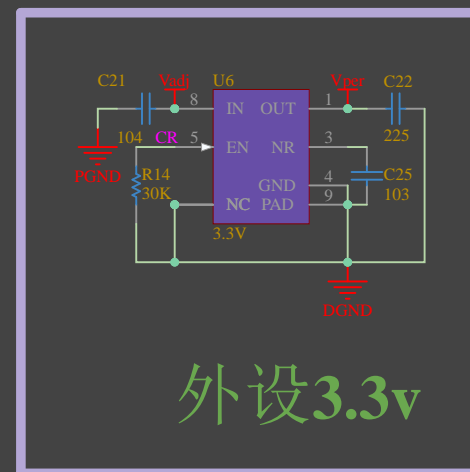 C21 Vadj U6 Vper C22
8 IN OUT 1
104 CR 5 EN NR 3 225
PGND R14 30K GND 4 C25 103
NC PAD 9
3.3V
DGND
外设3.3v